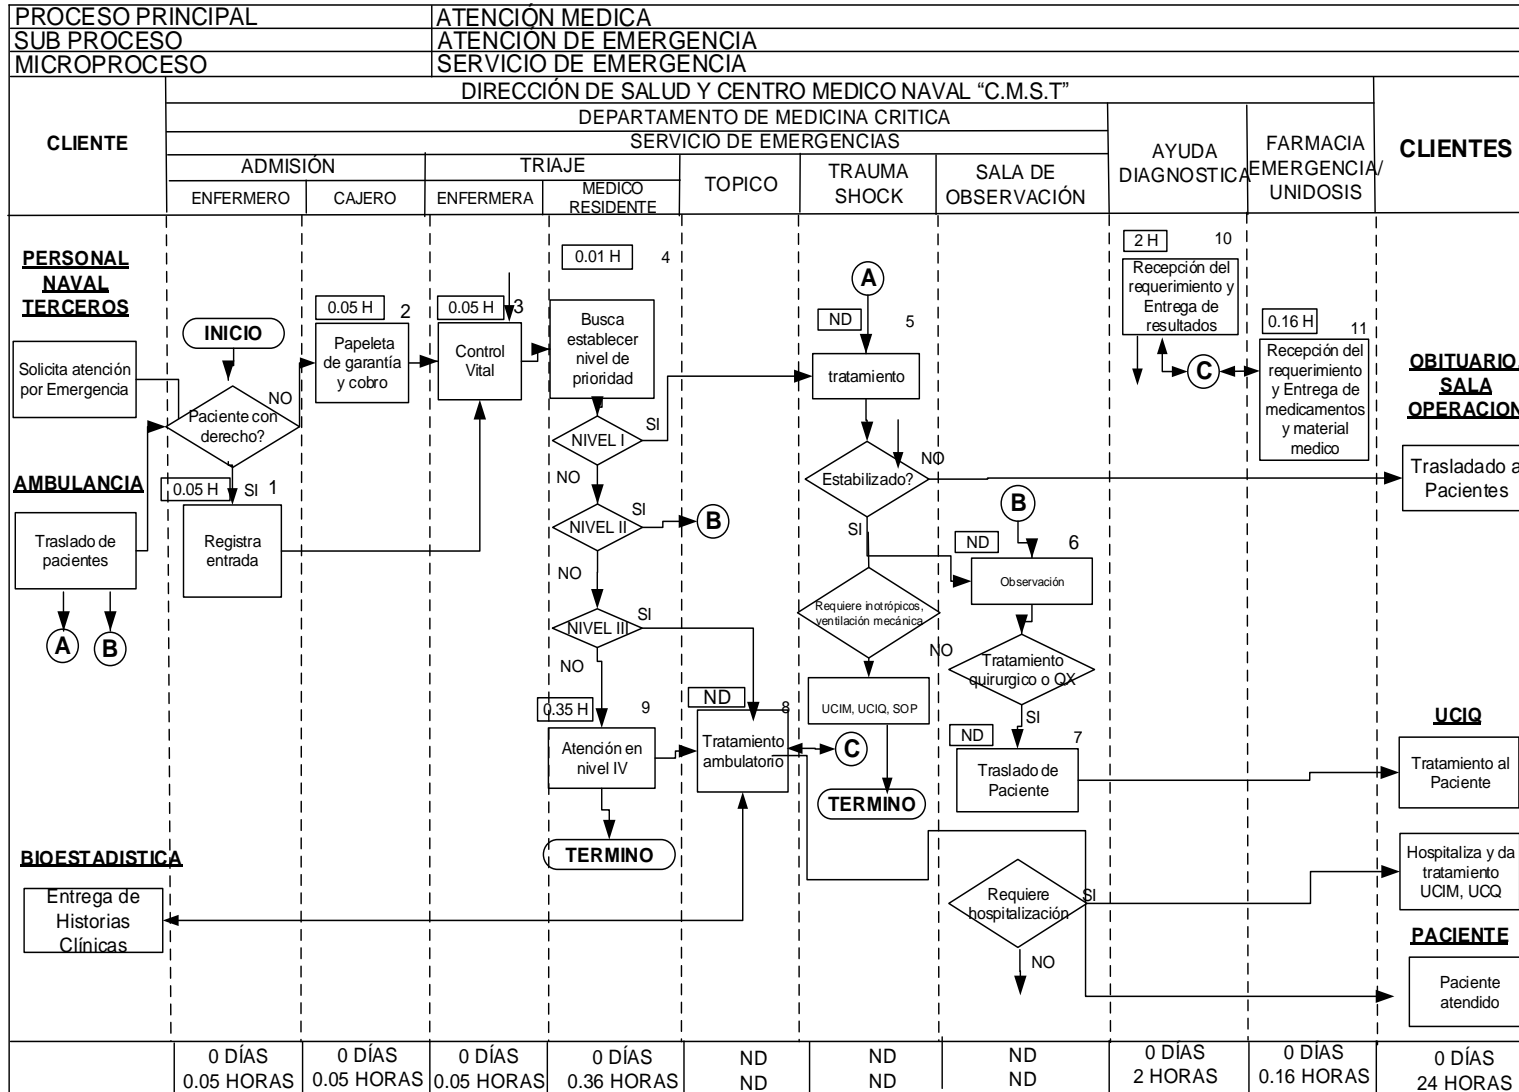 PROCESO PRINCIPAL
ATENCIÓN MEDICA
SUB PROCESO
ATENCIÓN DE EMERGENCIA
MICROPROCESO
SERVICIO DE EMERGENCIA
CLIENTE
DIRECCIÓN DE SALUD Y CENTRO MEDICO NAVAL “C.M.S.T”
DEPARTAMENTO DE MEDICINA CRITICA
SERVICIO DE EMERGENCIAS
ADMISIÓN
ENFERMERO
CAJERO
TRIAJE
ENFERMERA
MEDICO
RESIDENTE
TOPICO
TRAUMA
SHOCK
SALA DE
OBSERVACIÓN
AYUDA
DIAGNOSTICA
FARMACIA
EMERGENCIA/
UNIDOSIS
CLIENTES
PERSONAL
NAVAL
TERCEROS
Solicita atención
por Emergencia
AMBULANCIA
Traslado de
pacientes
A
B
BIOESTADISTICA
Entrega de
Historias
Clínicas
INICIO
Paciente con
derecho?
NO
SI
0.05 H
1
Registra
entrada
0.05 H
2
Papeleta
de garantía
y cobro
0.05 H
3
Control
Vital
0.01 H
4
Busca
establecer
nivel de
prioridad
NIVEL I
SI
NO
NIVEL II
SI
B
NO
NIVEL III
SI
NO
0.35 H
9
Atención en
nivel IV
TERMINO
ND
8
Tratamiento
ambulatorio
C
A
ND
5
tratamiento
Estabilizado?
NO
SI
Requiere inotrópicos,
ventilación mecánica
NO
UCIM, UCIQ, SOP
TERMINO
B
ND
6
Observación
Tratamiento
quirurgico o QX
SI
ND
7
Traslado de
Paciente
Requiere
hospitalización
SI
NO
2 H
10
Recepción del
requerimiento y
Entrega de
resultados
C
0.16 H
11
Recepción del
requerimiento
y Entrega de
medicamentos
y material
medico
OBITUARIO
SALA
OPERACION
Trasladado a
Pacientes
UCIQ
Tratamiento al
Paciente
Hospitaliza y da
tratamiento
UCIM, UCQ
PACIENTE
Paciente
atendido
0 DÍAS
0.05 HORAS
0 DÍAS
0.05 HORAS
0 DÍAS
0.05 HORAS
0 DÍAS
0.36 HORAS
ND
ND
ND
ND
ND
ND
0 DÍAS
2 HORAS
0 DÍAS
0.16 HORAS
0 DÍAS
24 HORAS